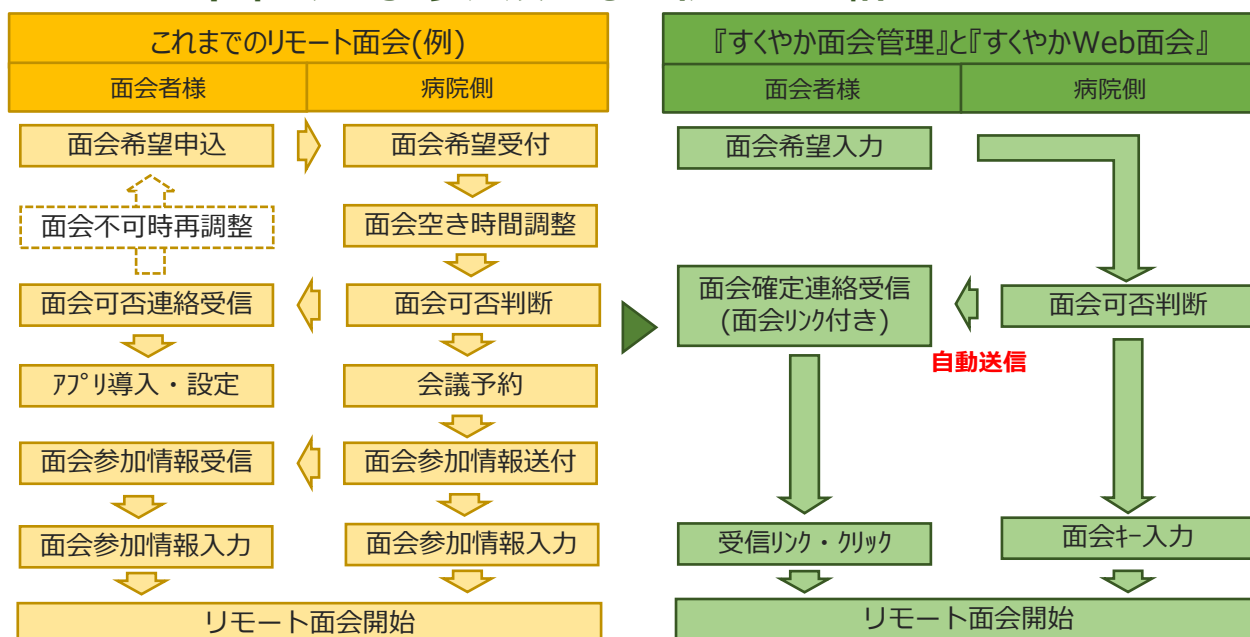 これまでのリモート面会(例)
面会者様
病院側
面会希望申込
面会希望受付
面会不可時再調整
面会空き時間調整
面会可否連絡受信
面会可否判断
ｱﾌﾟﾘ導入・設定
会議予約
面会参加情報受信
面会参加情報送付
面会参加情報入力
面会参加情報入力
リモート面会開始
『すくやか面会管理』と『すくやかWeb面会』
面会者様
病院側
面会希望入力
面会確定連絡受信
(面会ﾘﾝｸ付き)
面会可否判断
自動送信
受信ﾘﾝｸ・ｸﾘｯｸ
面会ｷｰ入力
リモート面会開始